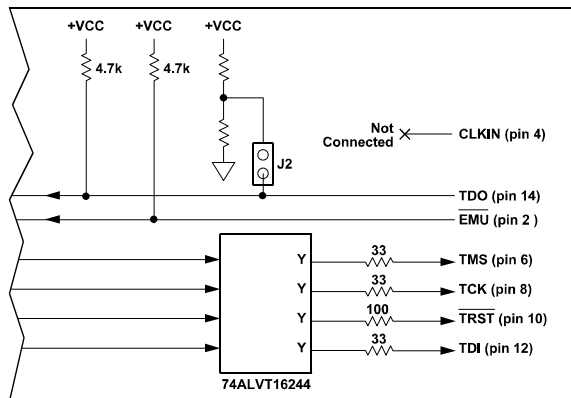 +VCC +VCC +VCC
4.7k 4.7k
Not
Connected
CLKIN (pin 4)
J2
TDO (pin 14)
EMU (pin 2 )
Y 33 TMS (pin 6)
Y 33 TCK (pin 8)
Y 100 TRST (pin 10)
Y 33 TDI (pin 12)
74ALVT16244